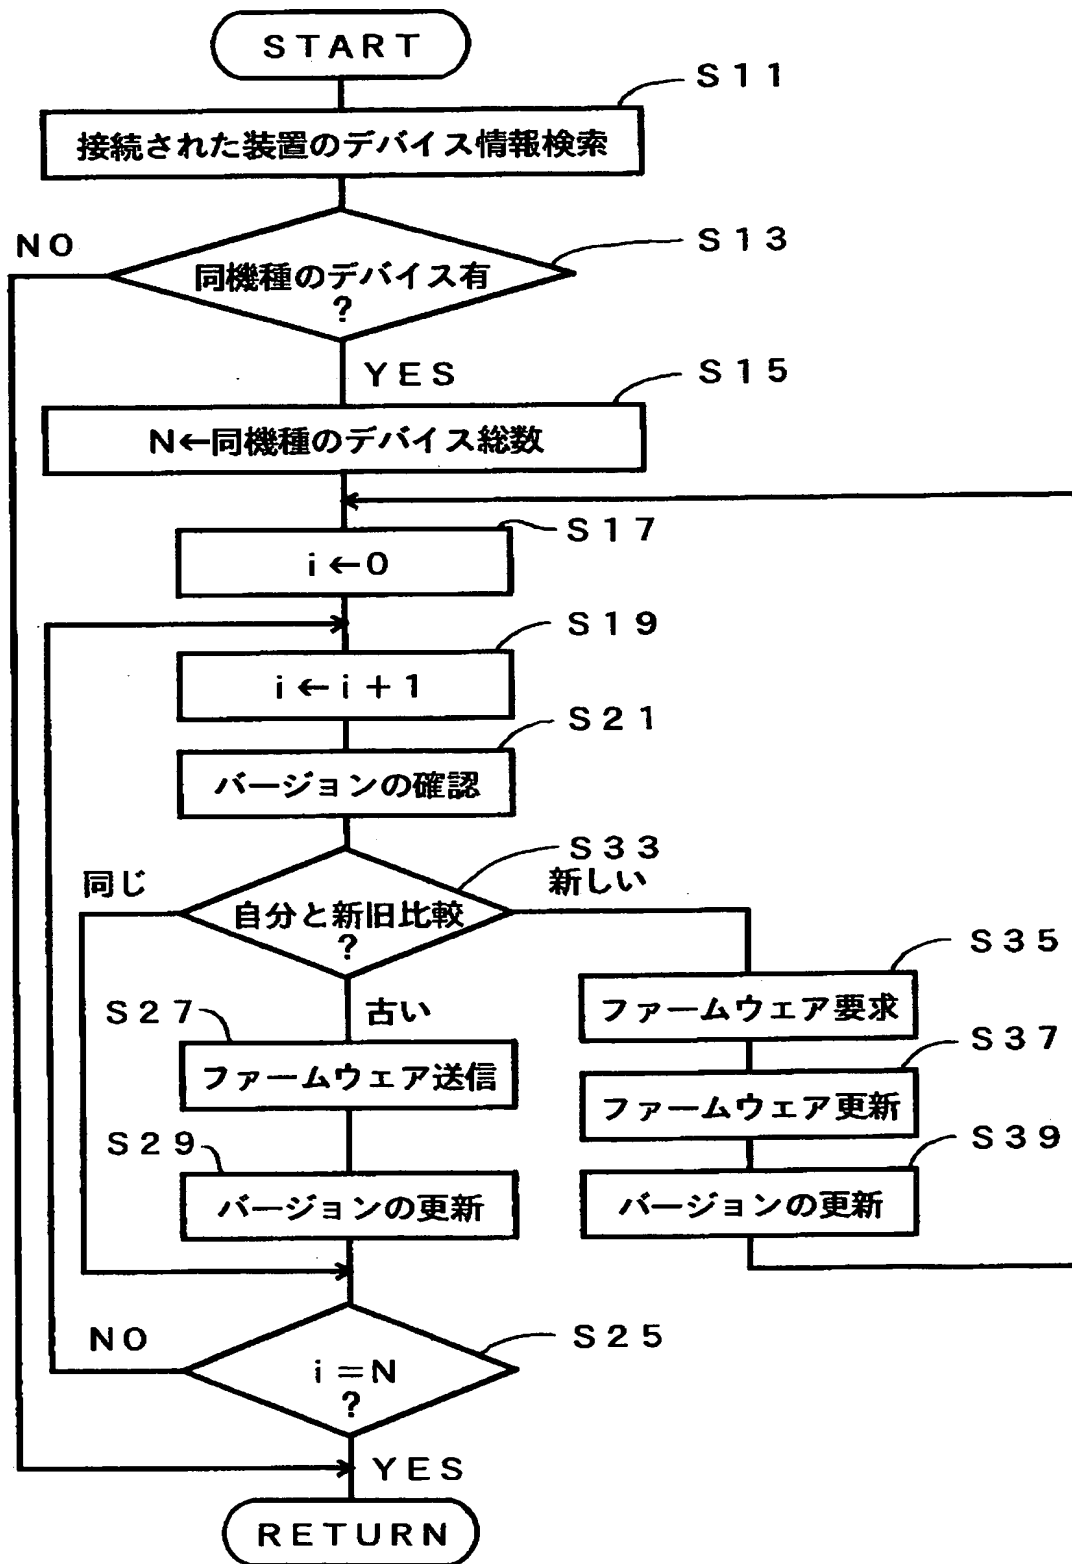 START
S11
接続された装置のデバイス情報検索
NO
S13
同機種のデバイス有
?
YES
S15
N←同機種のデバイス総数
S17
i←0
S19
i←i+1
S21
バージョンの確認
S33
同じ
新しい
自分と新旧比較
?
S35
S27
古い
ファームウェア要求
S37
ファームウェア送信
ファームウェア更新
S29
S39
バージョンの更新
バージョンの更新
NO
S25
i=N
?
YES
RETURN